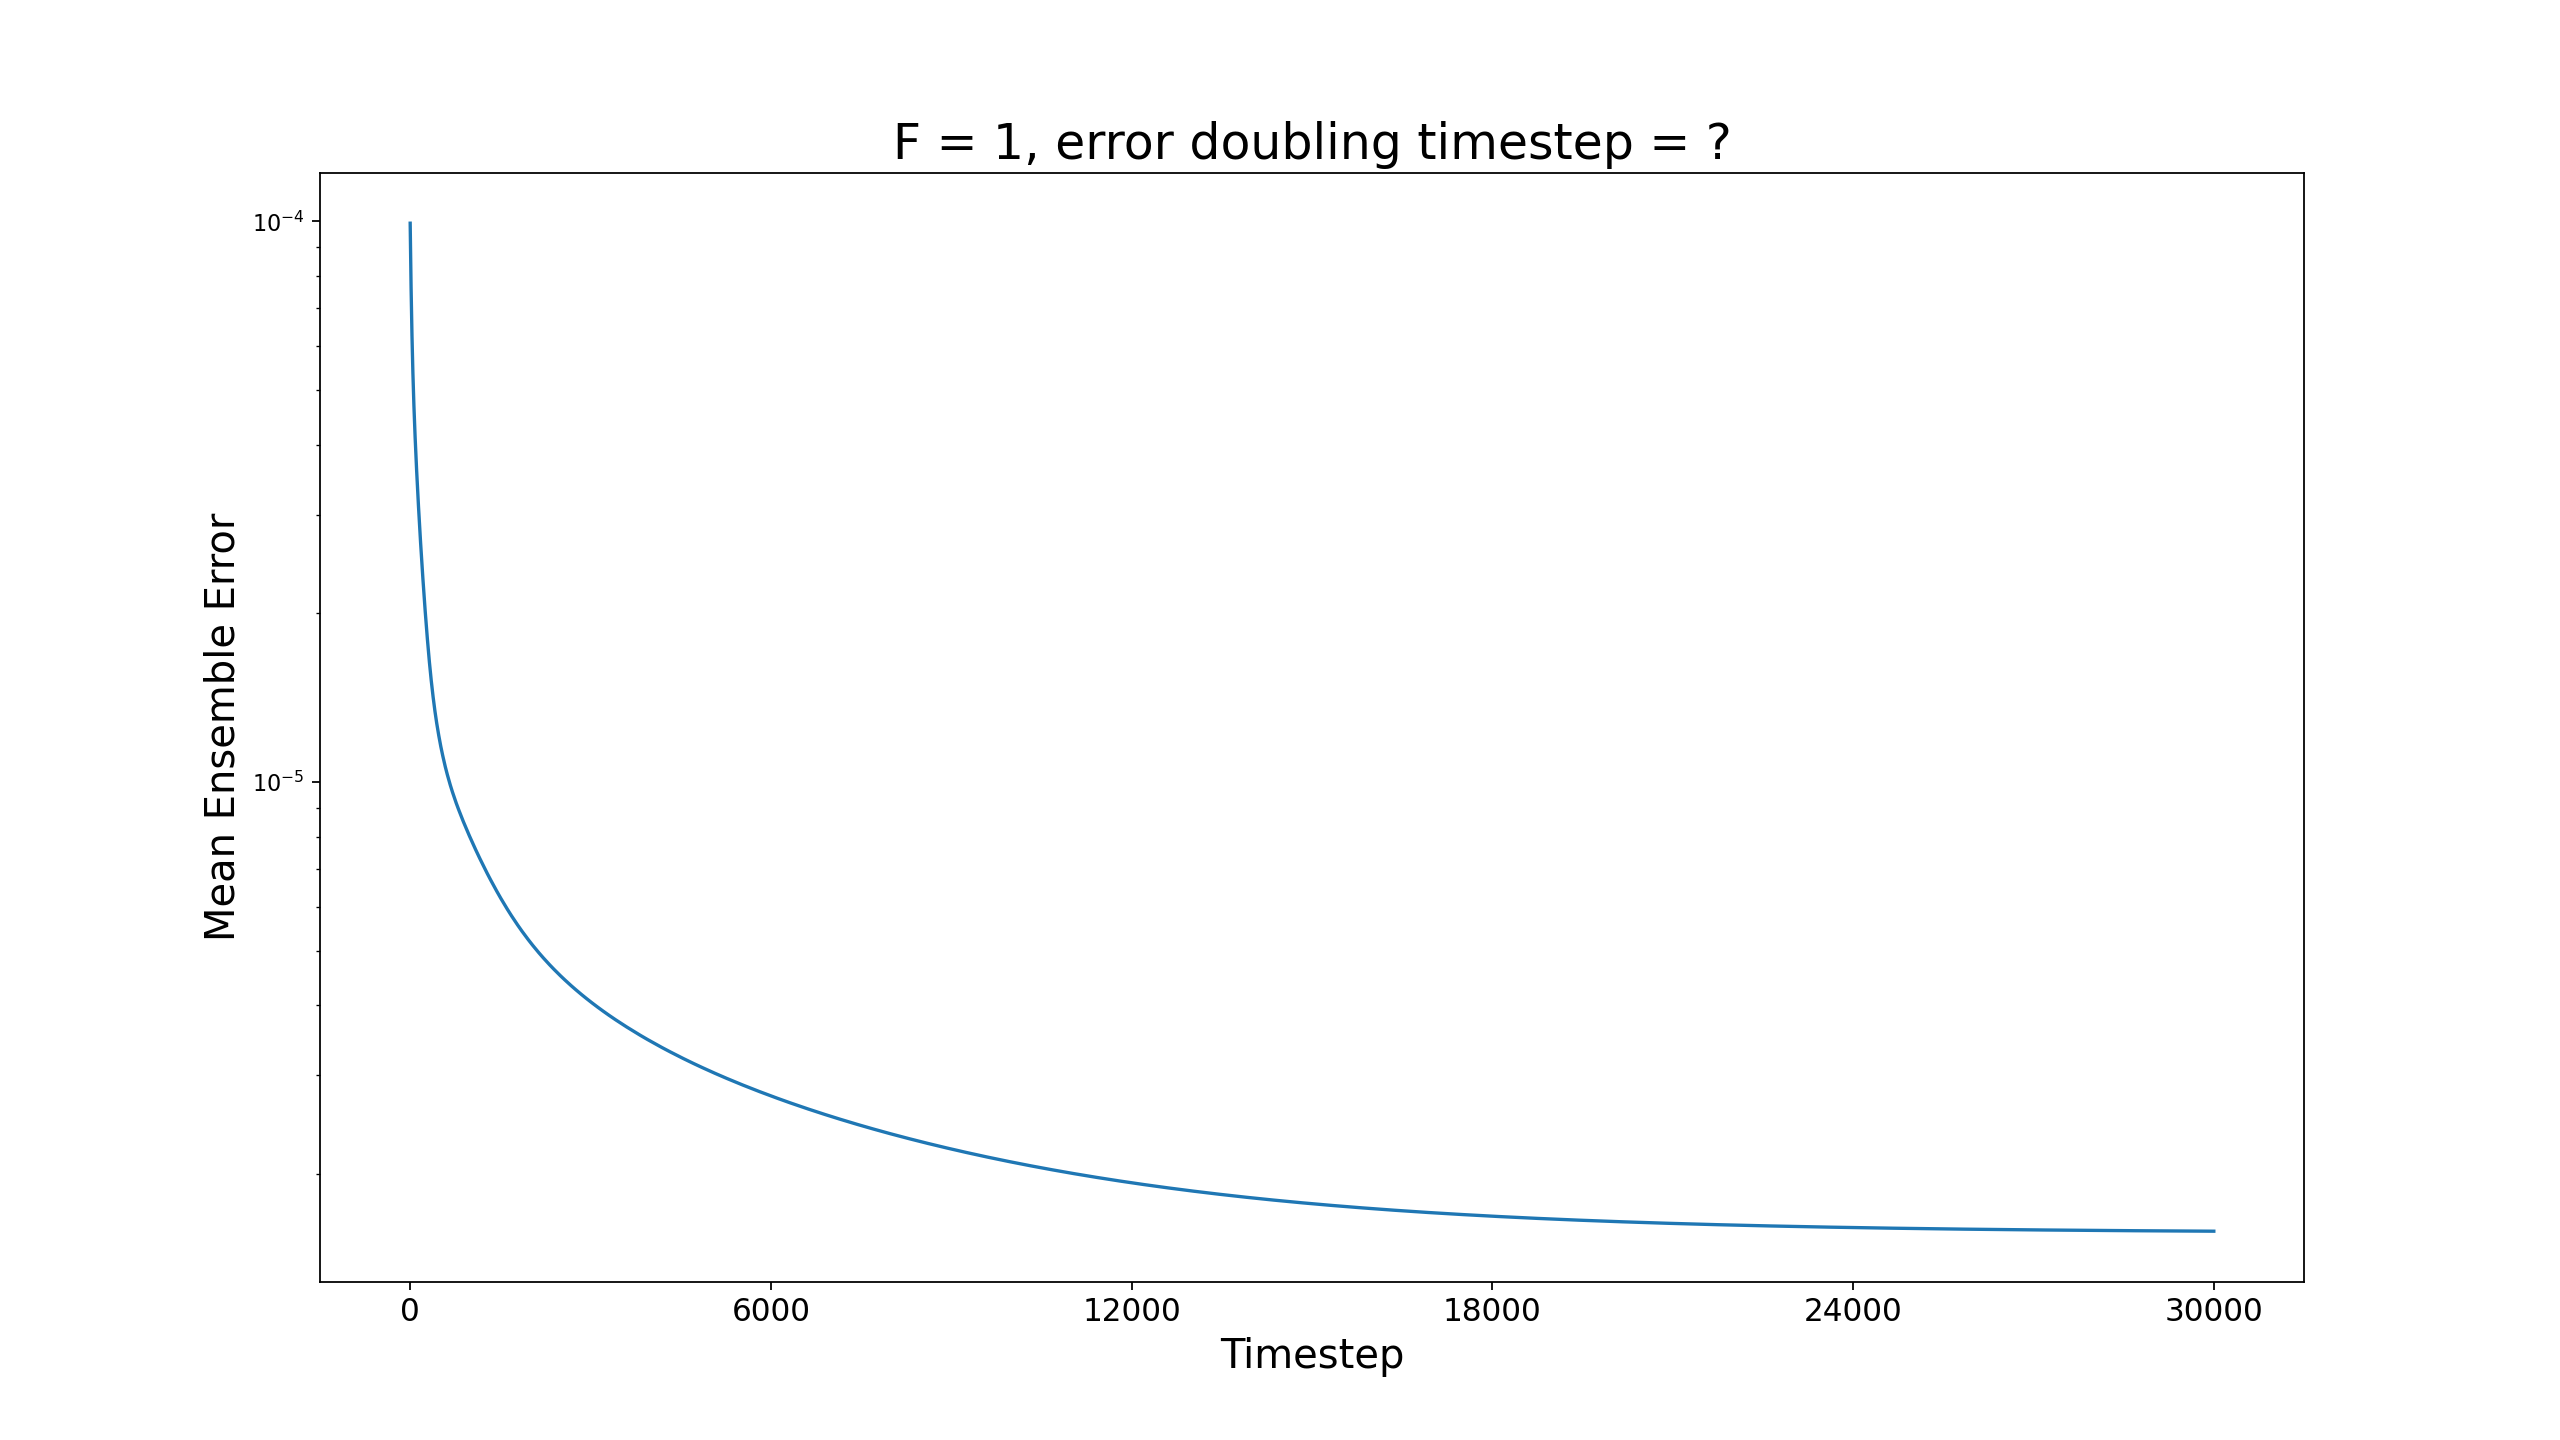 F = 1, error doubling timestep = ?
Mean Ensemble Error
10⁻⁴
10⁻⁵
0 6000 12000 18000 24000 30000
Timestep